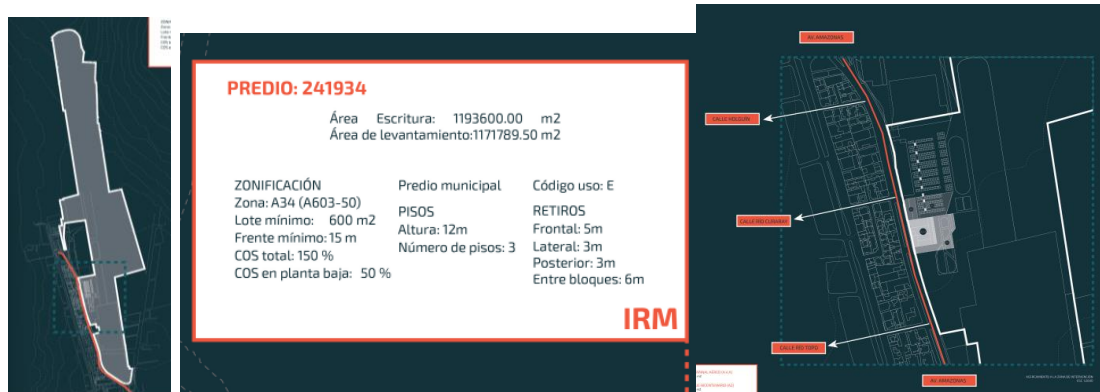 PREDIO: 241934
Área Escritura: 1193600.00 m2
Área de levantamiento:1171789.50 m2
ZONIFICACIÓN
Zona: A34 (A603-50)
Lote mínimo: 600 m2
Frente mínimo: 15 m
COS total: 150 %
COS en planta baja: 50 %
Predio municipal
PISOS
Altura: 12m
Número de pisos: 3
Código uso: E
RETIROS
Frontal: 5m
Lateral: 3m
Posterior: 3m
Entre bloques: 6m
IRM
AV. AMAZONAS
CALLE HOLGUIN
CALLE RÍO CURARAY
CALLE RÍO TOPO
AV. AMAZONAS